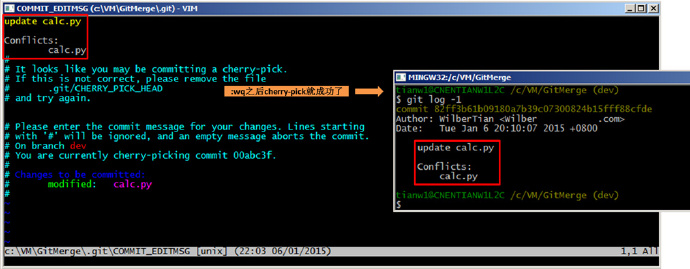 COMMIT_EDITMSG (c:\VM\GitMerge\.git) - VIM
update calc.py
Conflicts:
calc.py
#
# It looks like you may be committing a cherry-pick.
# If this is not correct, please remove the file
# .git/CHERRY_PICK_HEAD
# and try again.
# Please enter the commit message for your changes. Lines starting
# with '#' will be ignored, and an empty message aborts the commit.
# On branch dev
# You are currently cherry-picking commit 00abc3f.
#
# Changes to be committed:
# modified: calc.py
#
~
~
~
c:\VM\GitMerge\.git\COMMIT_EDITMSG [unix] (22:03 06/01/2015) 1,1 All
:wq之后cherry-pick就成功了
MINGW32:/c/VM/GitMerge
tianw1@CNENTIANW1L2C /c/VM/GitMerge (dev)
$ git log -1
commit 82ff3b61b09180a7b39c07300824b15fff88cfde
Author: WilberTian <Wilber .com>
Date: Tue Jan 6 20:10:07 2015 +0800
update calc.py
Conflicts:
calc.py
tianw1@CNENTIANW1L2C /c/VM/GitMerge (dev)
$